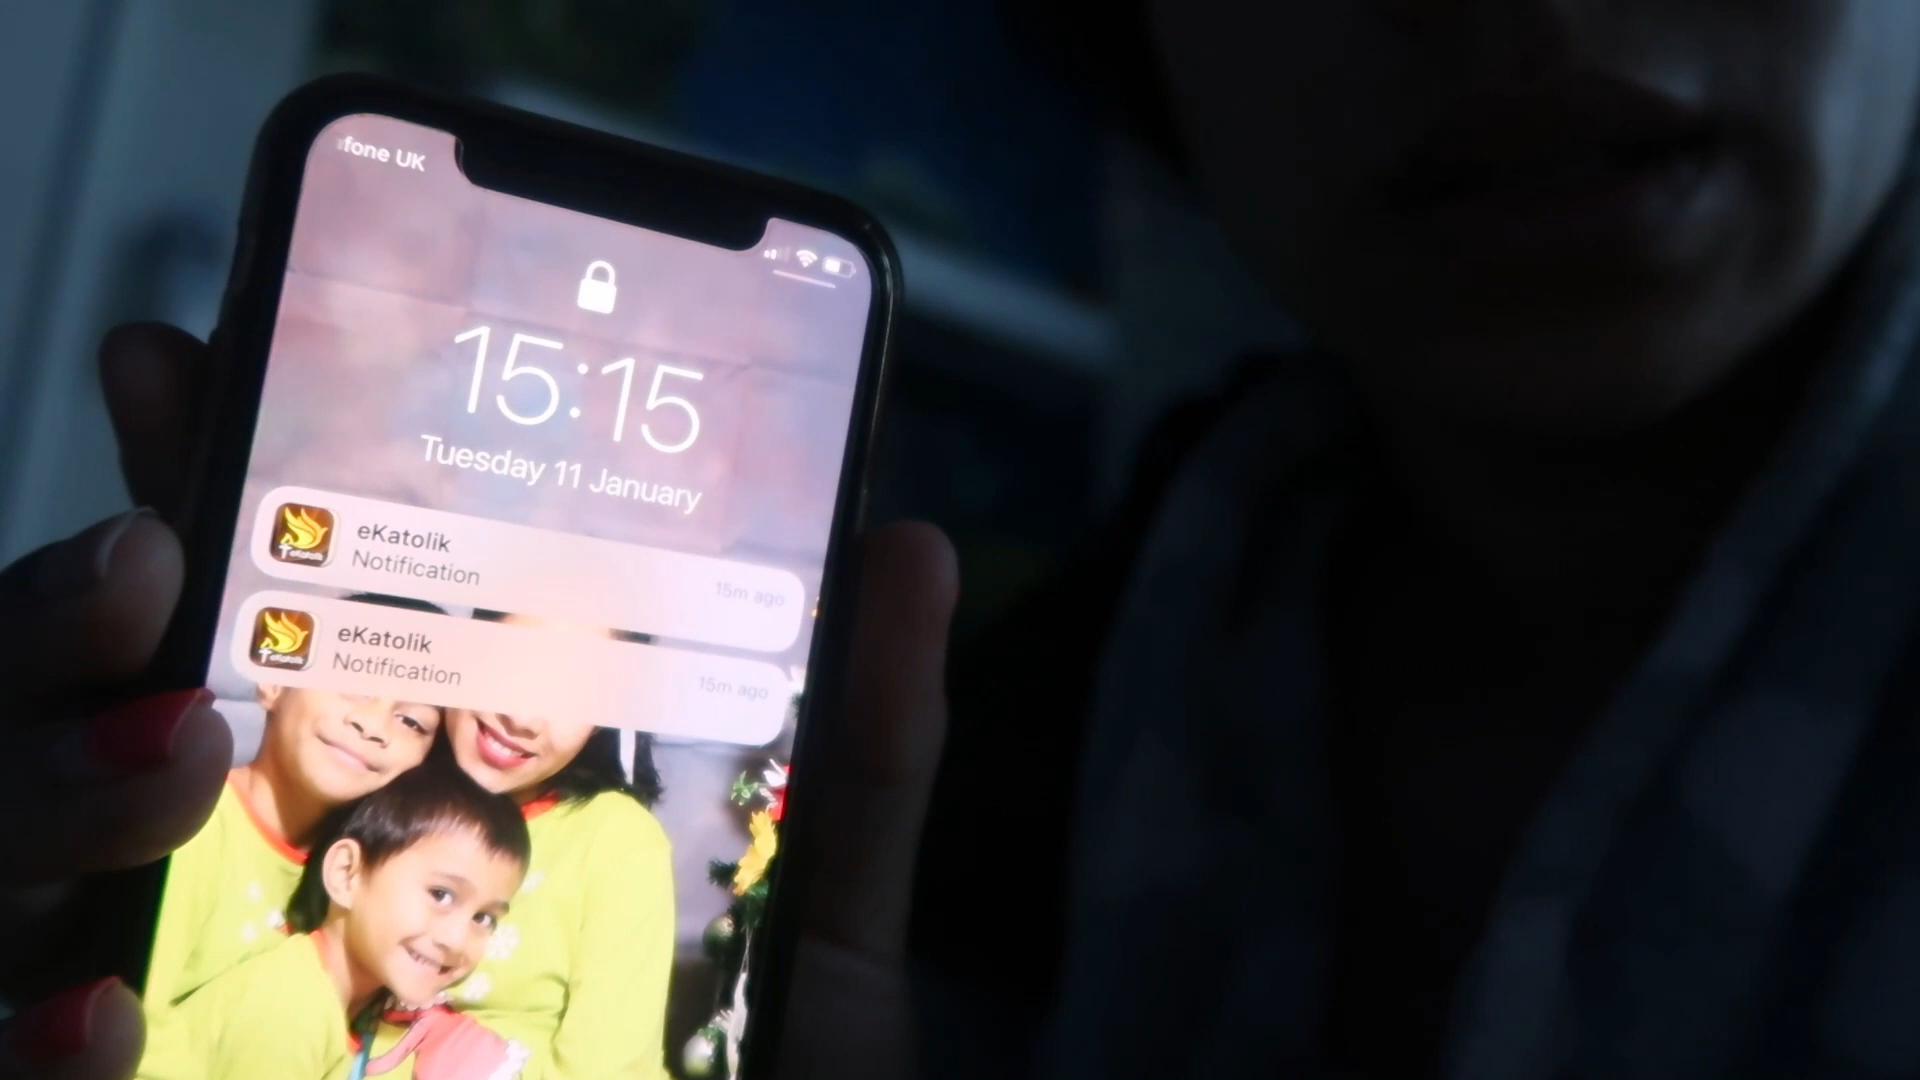 fone UK
15:15
Tuesday 11 January
eKatolik
Notification
15m ago
eKatolik
Notification
15m ago